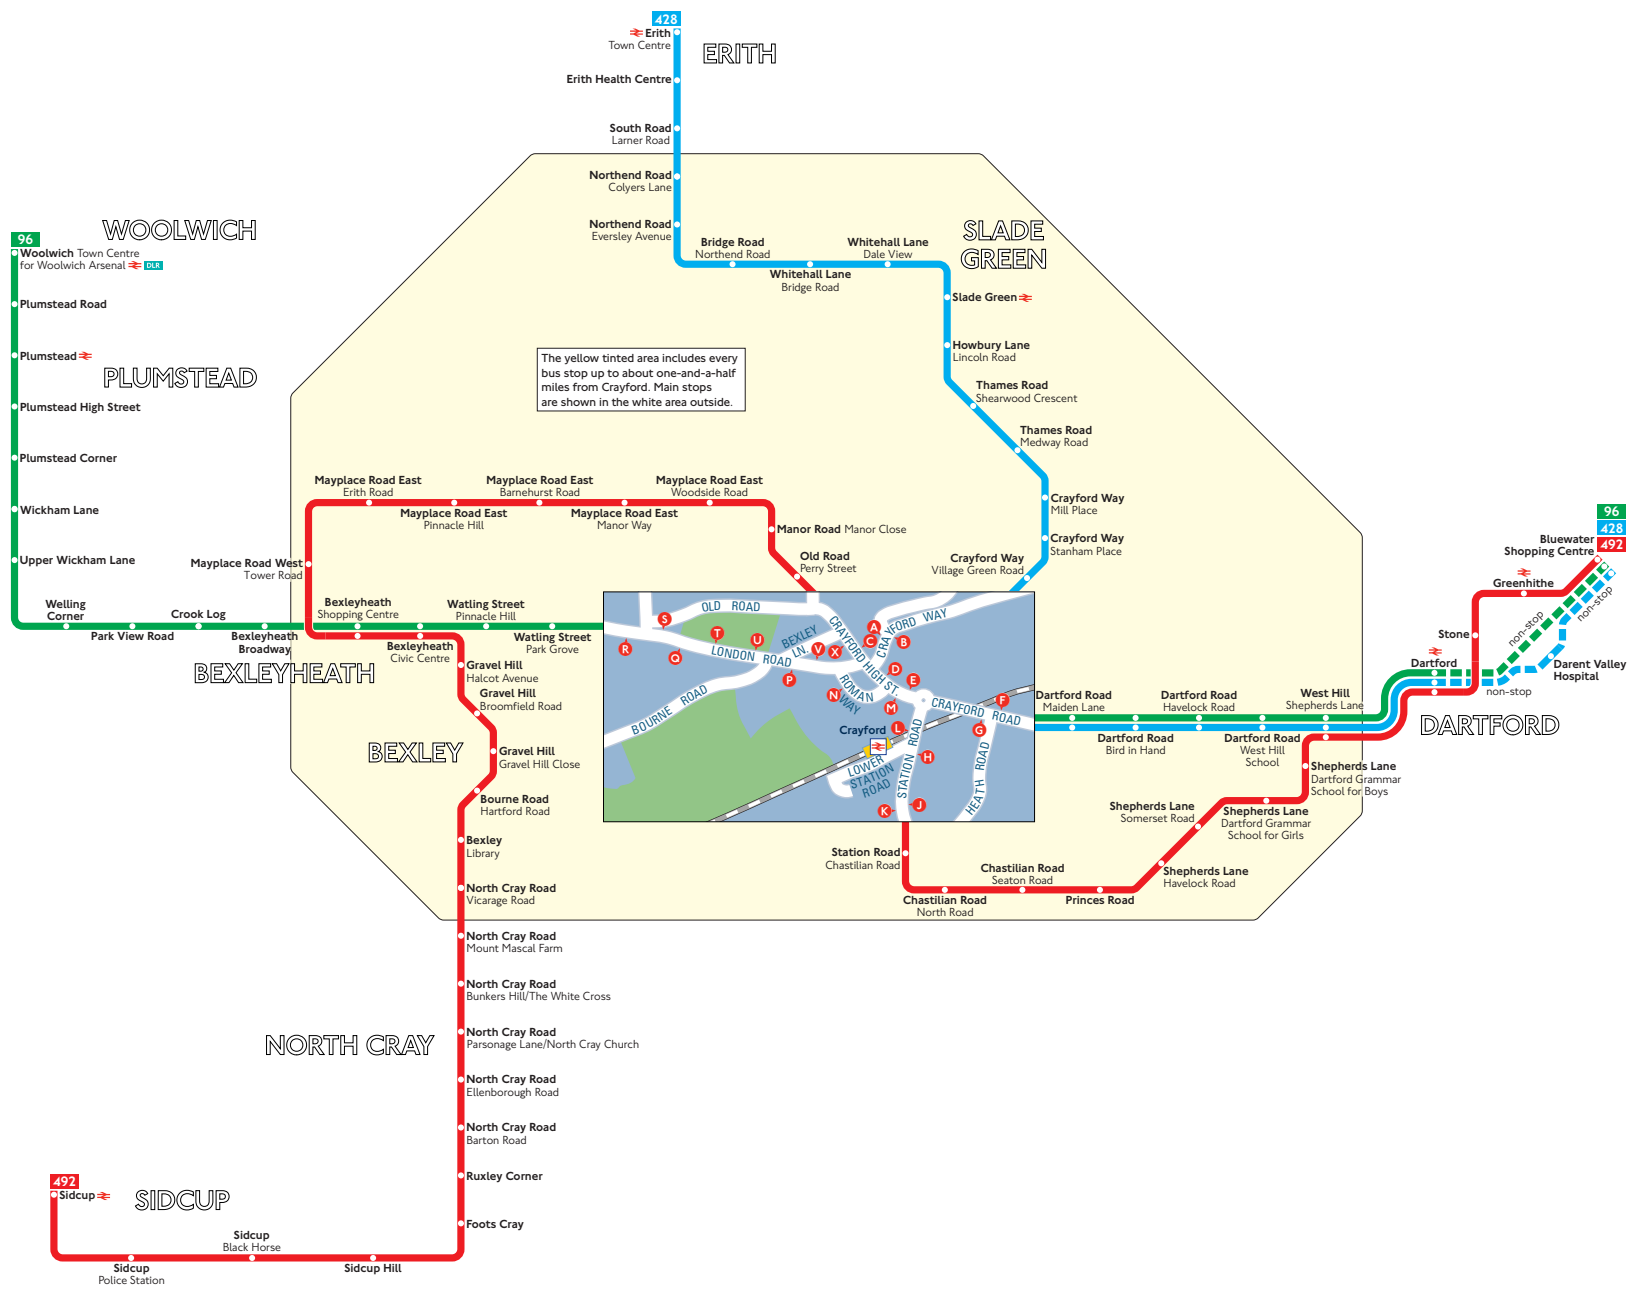 428
Erith
Town Centre
ERITH
Erith Health Centre
South Road
Larner Road
Northend Road
Colyers Lane
Northend Road
Eversley Avenue
Bridge Road
Northend Road
Whitehall Lane
Bridge Road
Whitehall Lane
Dale View
SLADE
GREEN
Slade Green
Howbury Lane
Lincoln Road
Thames Road
Shearwood Crescent
Thames Road
Medway Road
Crayford Way
Mill Place
Crayford Way
Stanham Place
Crayford Way
Village Green Road
WOOLWICH
96
Woolwich Town Centre
for Woolwich Arsenal DLR
Plumstead Road
Plumstead
PLUMSTEAD
Plumstead High Street
Plumstead Corner
Wickham Lane
Upper Wickham Lane
Welling
Corner
Park View Road
Crook Log
Bexleyheath
Broadway
BEXLEYHEATH
The yellow tinted area includes every
bus stop up to about one-and-a-half
miles from Crayford. Main stops
are shown in the white area outside.
Mayplace Road East
Erith Road
Mayplace Road East
Pinnacle Hill
Mayplace Road East
Barnehurst Road
Mayplace Road East
Manor Way
Mayplace Road East
Woodside Road
Manor Road Manor Close
Old Road
Perry Street
Mayplace Road West
Tower Road
Bexleyheath
Shopping Centre
Bexleyheath
Civic Centre
Watling Street
Pinnacle Hill
Watling Street
Park Grove
Gravel Hill
Halcot Avenue
Gravel Hill
Broomfield Road
BEXLEY
Gravel Hill
Gravel Hill Close
Bourne Road
Hartford Road
Bexley
Library
North Cray Road
Vicarage Road
North Cray Road
Mount Mascal Farm
North Cray Road
Bunkers Hill/The White Cross
NORTH CRAY
North Cray Road
Parsonage Lane/North Cray Church
North Cray Road
Ellenborough Road
North Cray Road
Barton Road
Ruxley Corner
Foots Cray
492
Sidcup
SIDCUP
Sidcup
Police Station
Sidcup
Black Horse
Sidcup Hill
OLD ROAD
LONDON ROAD
BEXLEY
LN.
BOURNE ROAD
CRAYFORD HIGH ST.
CRAYFORD WAY
ROMAN
WAY
CRAYFORD ROAD
STATION ROAD
HEATH ROAD
LOWER
STATION
ROAD
Crayford
S
R
Q
T
U
P
V
X
A
B
C
D
E
N
M
L
F
G
H
J
K
Station Road
Chastilian Road
Chastilian Road
North Road
Chastilian Road
Seaton Road
Princes Road
Shepherds Lane
Havelock Road
Shepherds Lane
Somerset Road
Shepherds Lane
Dartford Grammar
School for Girls
Shepherds Lane
Dartford Grammar
School for Boys
Dartford Road
Maiden Lane
Dartford Road
Bird in Hand
Dartford Road
Havelock Road
Dartford Road
West Hill
School
West Hill
Shepherds Lane
DARTFORD
Dartford
Stone
Greenhithe
non-stop
non-stop
non-stop
Darent Valley
Hospital
Bluewater
Shopping Centre
96
428
492